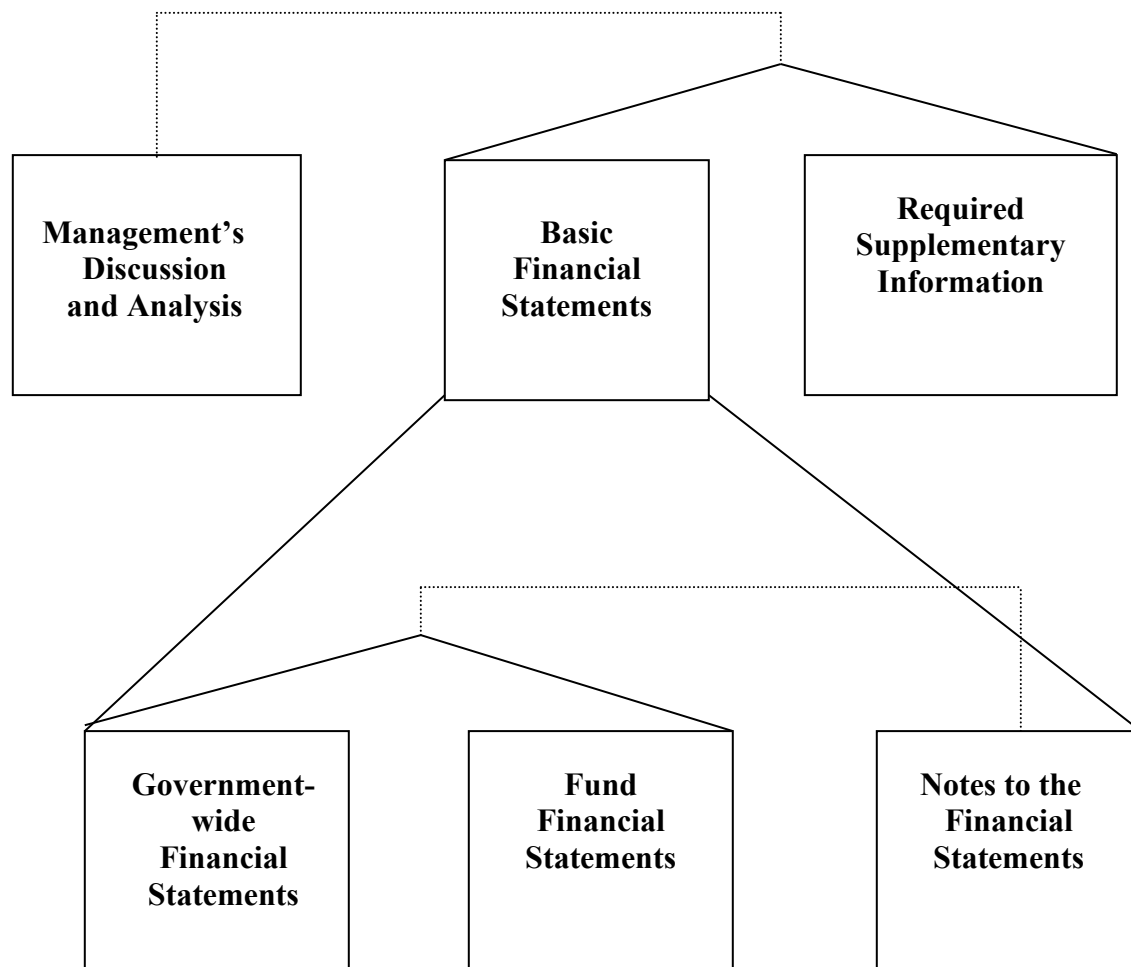 Management’s
Discussion
and Analysis
Basic
Financial
Statements
Required
Supplementary
Information
Government-
wide
Financial
Statements
Fund
Financial
Statements
Notes to the
Financial
Statements